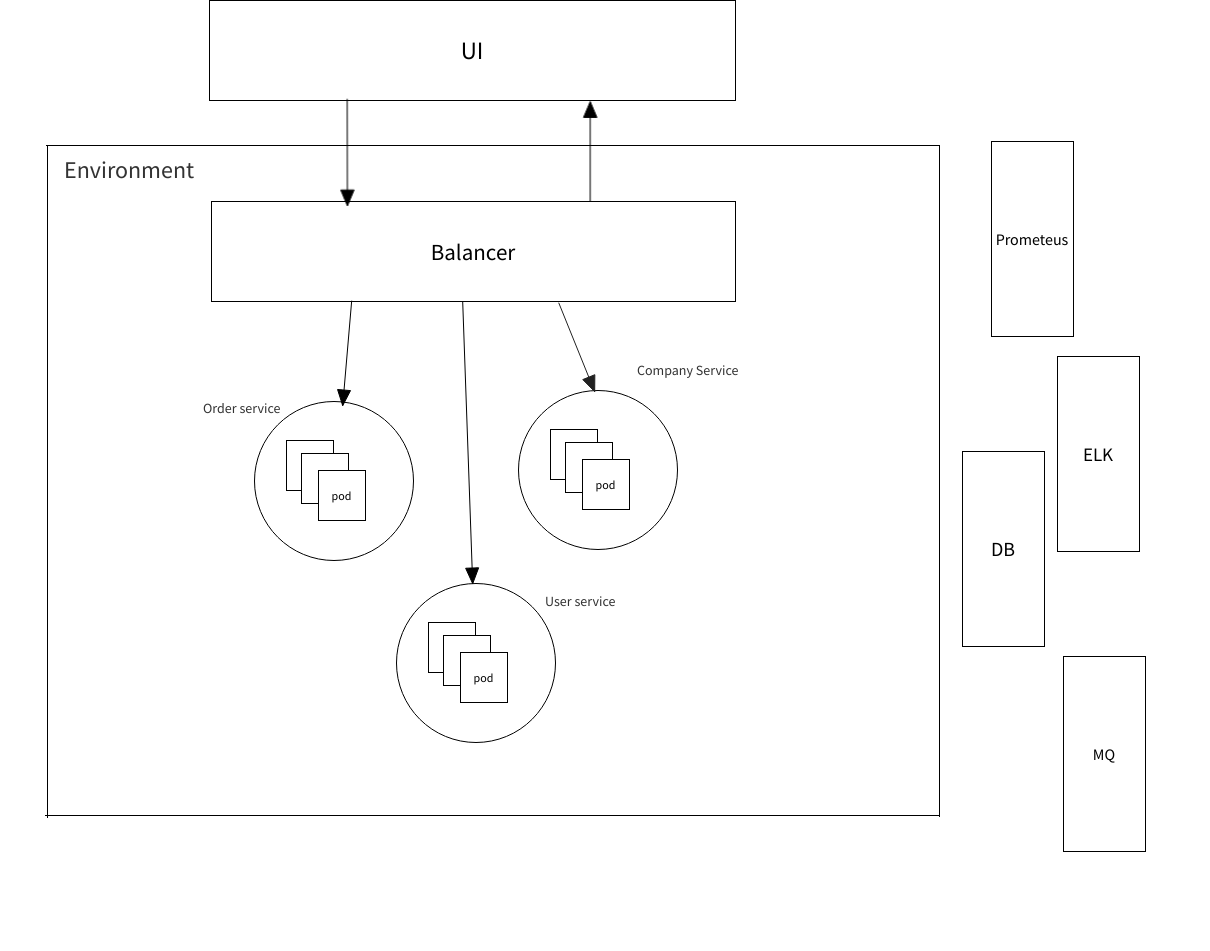 UI
Environment
Balancer
Prometeus
Company Service
Order service
ELK
pod
pod
DB
User service
pod
MQ